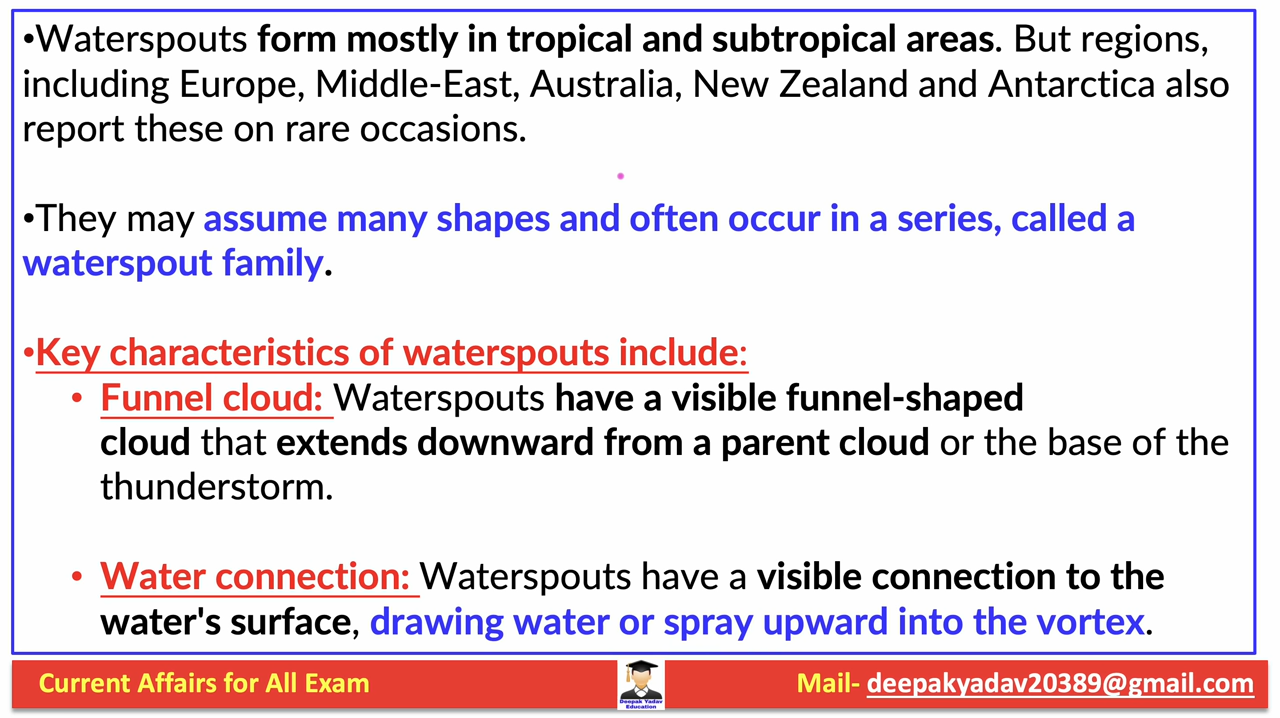 •Waterspouts form mostly in tropical and subtropical areas. But regions,
including Europe, Middle-East, Australia, New Zealand and Antarctica also
report these on rare occasions.
•They may assume many shapes and often occur in a series, called a
waterspout family.
•Key characteristics of waterspouts include:
• Funnel cloud: Waterspouts have a visible funnel-shaped
cloud that extends downward from a parent cloud or the base of the
thunderstorm.
• Water connection: Waterspouts have a visible connection to the
water's surface, drawing water or spray upward into the vortex.
Current Affairs for All Exam
Deepak Yadav
Education
Mail- deepakyadav20389@gmail.com